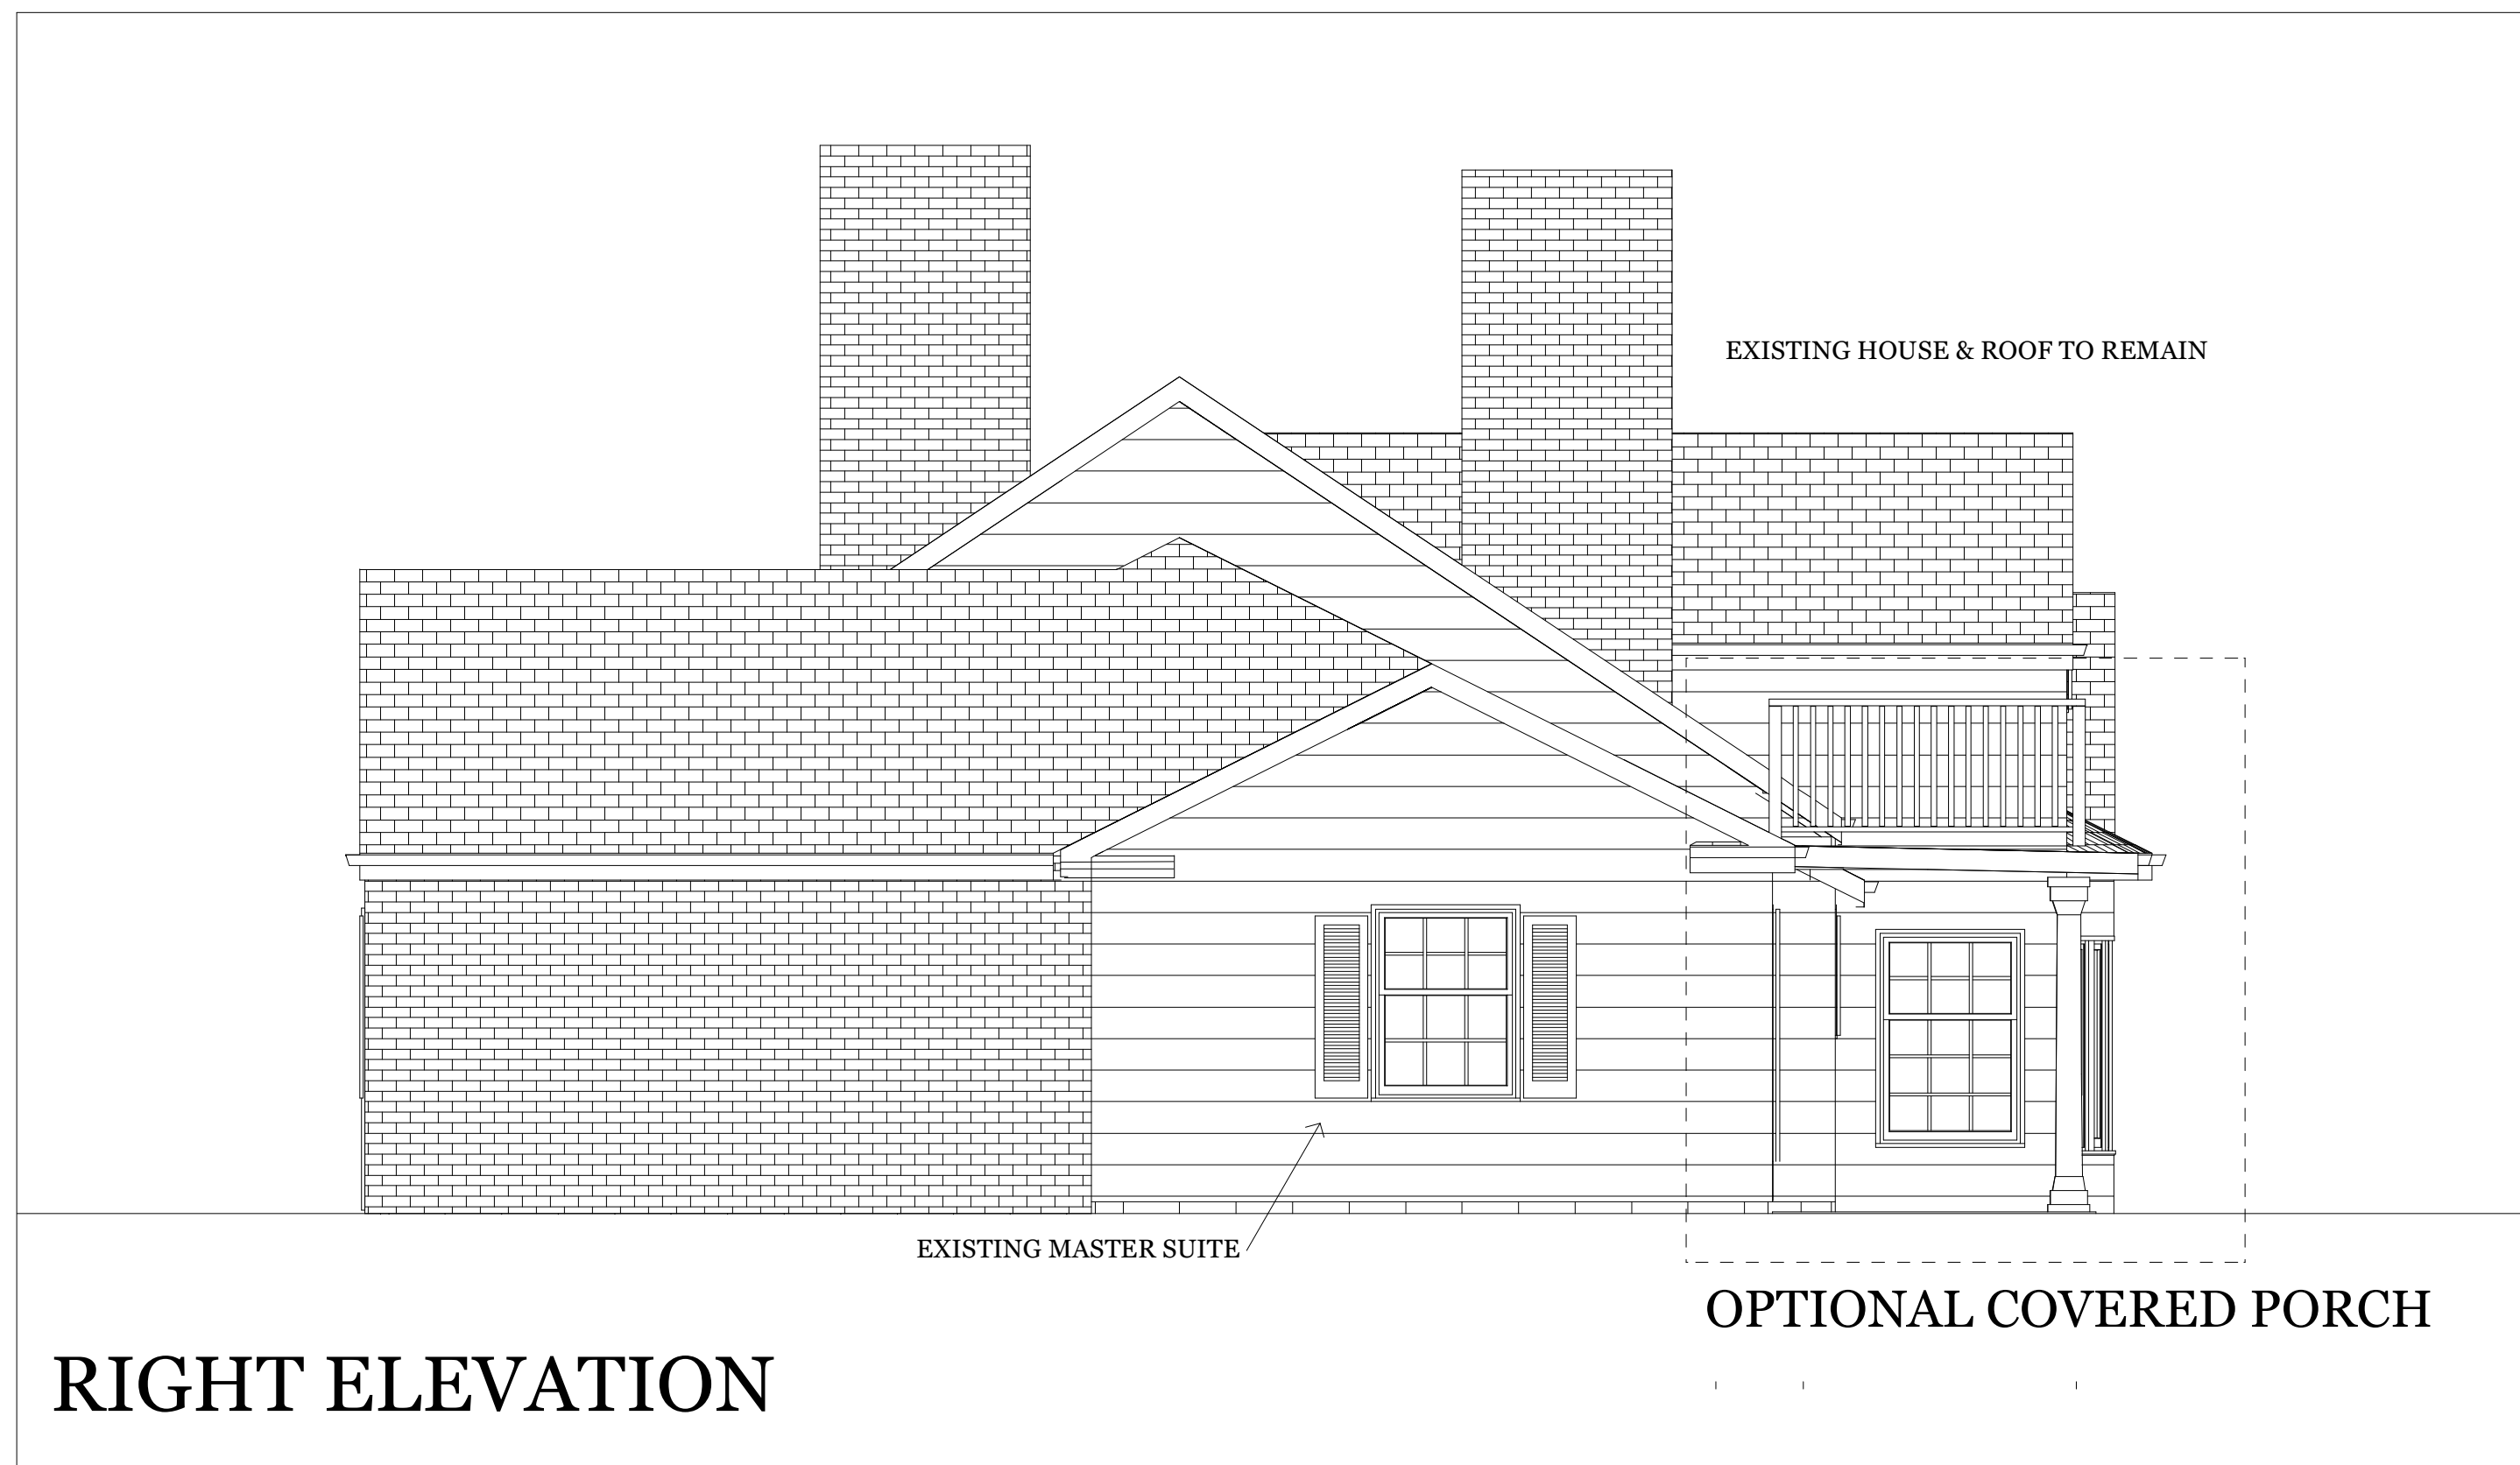 EXISTING HOUSE & ROOF TO REMAIN
EXISTING MASTER SUITE
OPTIONAL COVERED PORCH
RIGHT ELEVATION